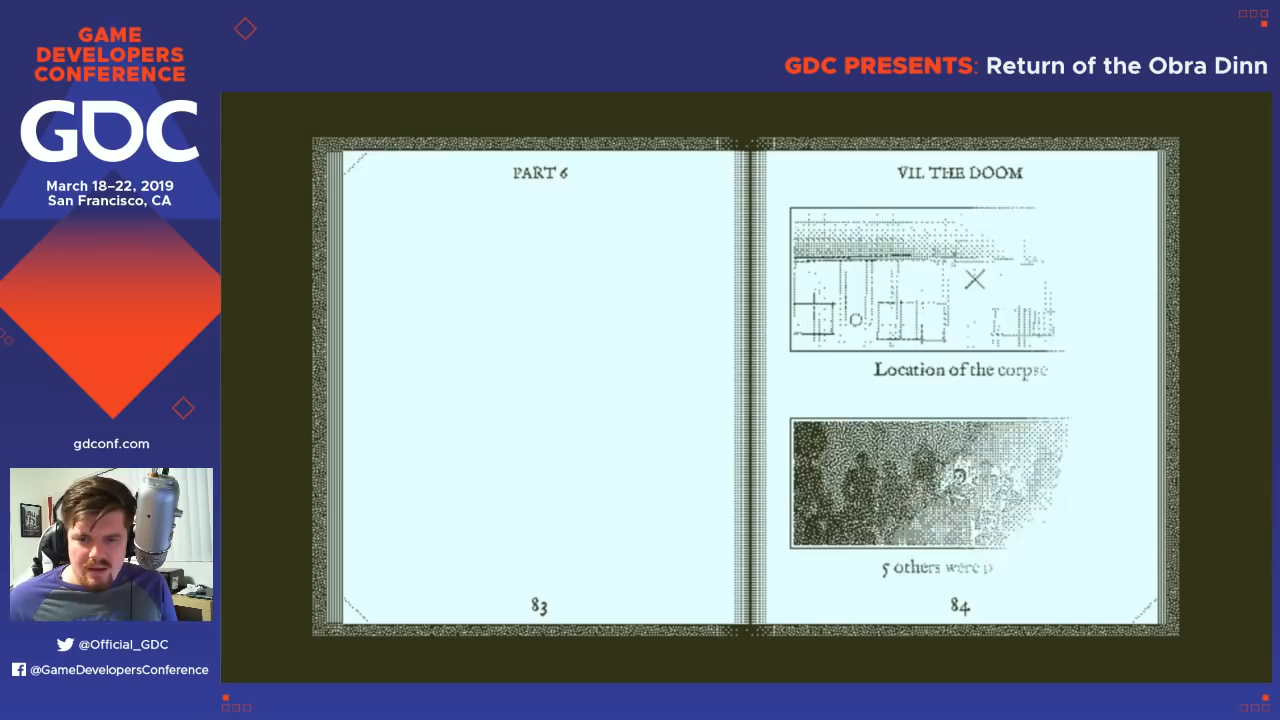 GAME
DEVELOPERS
CONFERENCE
GDC
March 18–22, 2019
San Francisco, CA
gdconf.com
@Official_GDC
@GameDevelopersConference
GDC PRESENTS: Return of the Obra Dinn
PART 6
83
VII. THE DOOM
Location of the corpse
5 others were
84